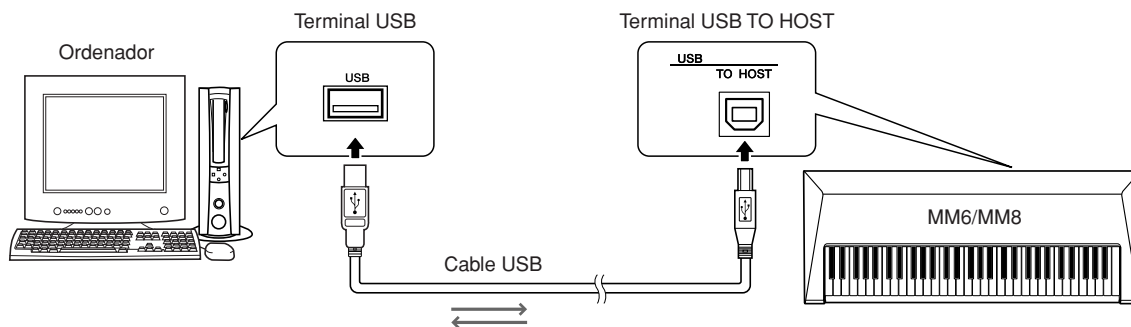 Terminal USB
Terminal USB TO HOST
Ordenador
USB
USB
TO HOST
MM6/MM8
Cable USB